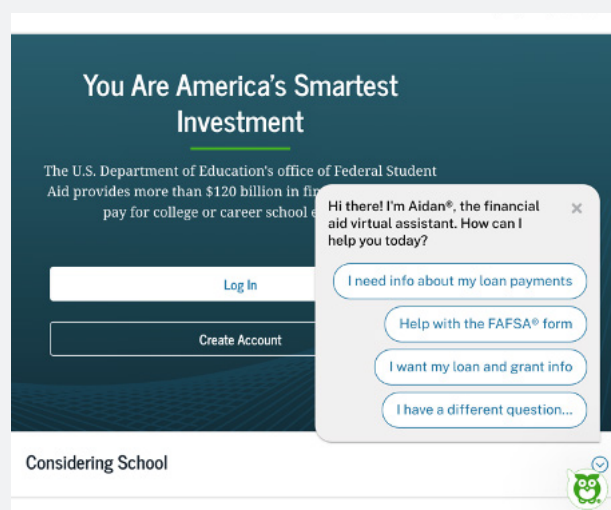 You Are America's Smartest
Investment
The U.S. Department of Education's office of Federal Student
Aid provides more than $120 billion in
pay for college or career school
Log In
Create Account
Hi there! I'm Aidan®, the financial
aid virtual assistant. How can I
help you today?
I need info about my loan payments
Help with the FAFSA® form
I want my loan and grant info
I have a different question...
Considering School